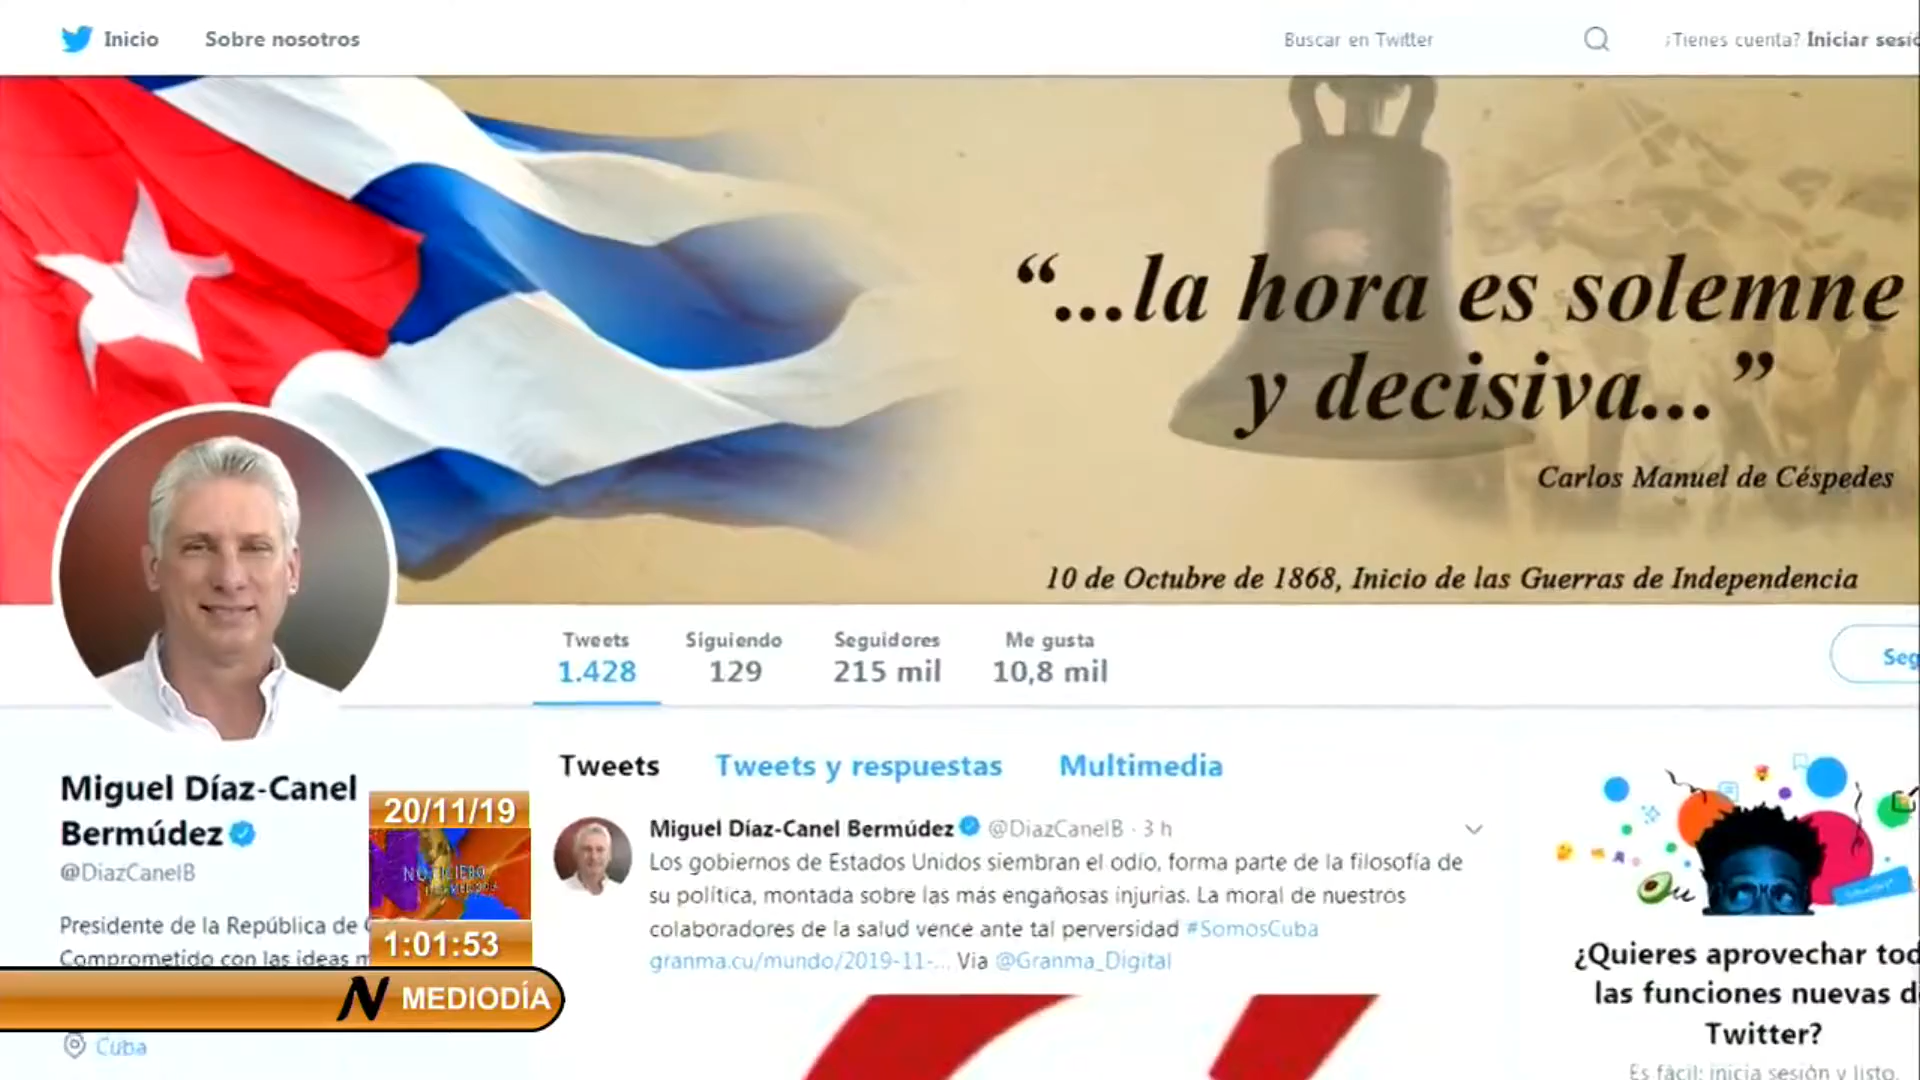 Inicio
Sobre nosotros
Buscar en Twitter
¿Tienes cuenta? Iniciar sesió
“...la hora es solemne
y decisiva...”
Carlos Manuel de Céspedes
10 de Octubre de 1868, Inicio de las Guerras de Independencia
Tweets
1.428
Siguiendo
129
Seguidores
215 mil
Me gusta
10,8 mil
Seg
Miguel Díaz-Canel
Bermúdez
@DiazCanelB
Presidente de la República de
Comprometido con las ideas
Cuba
Tweets
Tweets y respuestas
Multimedia
Miguel Díaz-Canel Bermúdez @DiazCanelB · 3 h
Los gobiernos de Estados Unidos siembran el odio, forma parte de la filosofía de
su política, montada sobre las más engañosas injurias. La moral de nuestros
colaboradores de la salud vence ante tal perversidad #SomosCuba
granma.cu/mundo/2019-11-... Via @Granma_Digital
¿Quieres aprovechar tod
las funciones nuevas d
Twitter?
Es fácil: inicia sesión y listo.
20/11/19
NOTICIERO
1:01:53
N MEDIODÍA